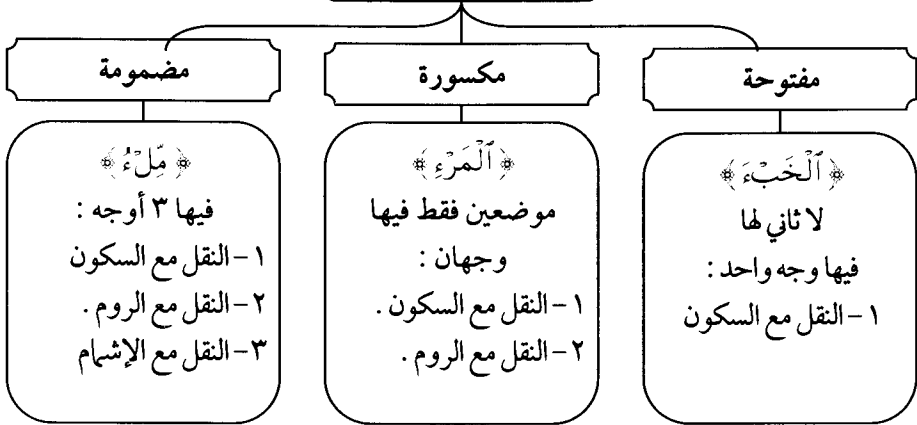 مفتوحة
﴿ ٱلْخَبْءَ ﴾
لا ثاني لها
فيها وجه واحد :
١ - النقل مع السكون
مكسورة
﴿ ٱلْمَرْءِ ﴾
موضعين فقط فيها
وجهان :
١ - النقل مع السكون .
٢ - النقل مع الروم .
مضمومة
﴿ مِّلْءُ ﴾
فيها ٣ أوجه :
١ - النقل مع السكون
٢ - النقل مع الروم .
٣ - النقل مع الإشمام